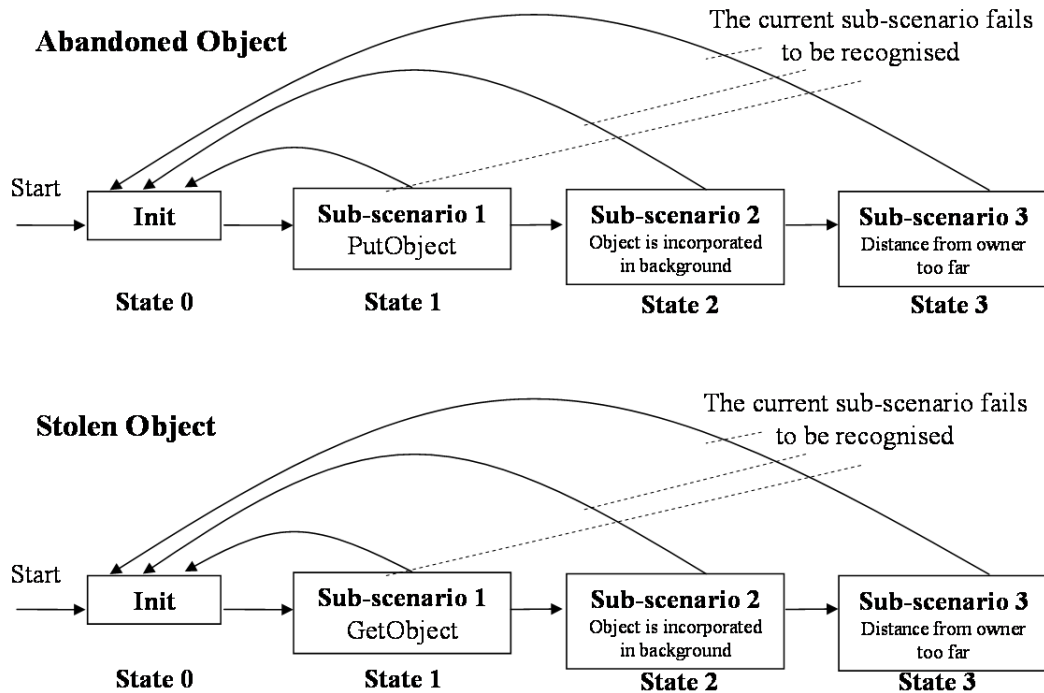 Abandoned Object
The current sub-scenario fails
to be recognised
Start
Init
Sub-scenario 1
PutObject
Sub-scenario 2
Object is incorporated
in background
Sub-scenario 3
Distance from owner
too far
State 0
State 1
State 2
State 3
Stolen Object
The current sub-scenario fails
to be recognised
Start
Init
Sub-scenario 1
GetObject
Sub-scenario 2
Object is incorporated
in background
Sub-scenario 3
Distance from owner
too far
State 0
State 1
State 2
State 3